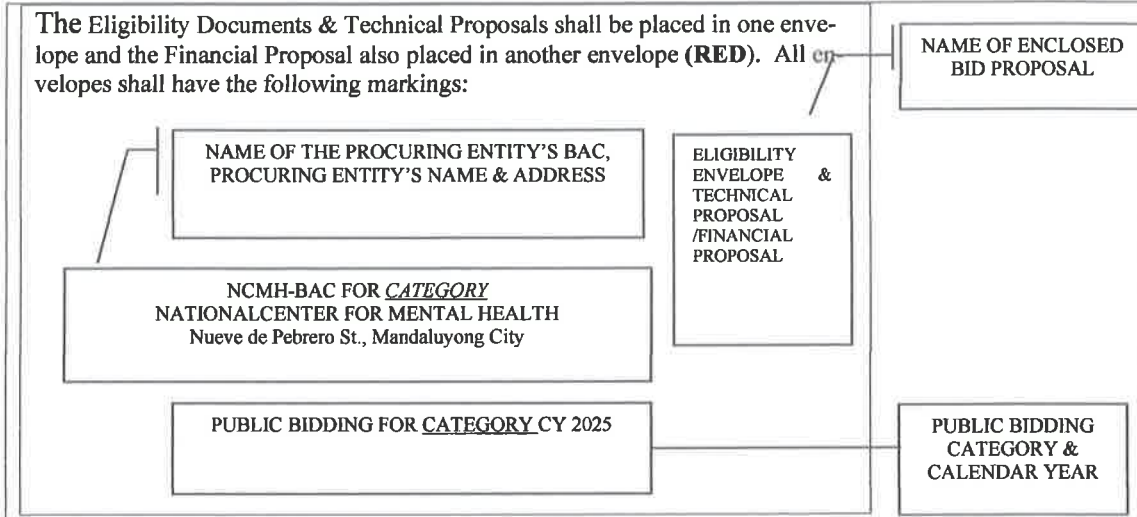 The Eligibility Documents & Technical Proposals shall be placed in one enve-
lope and the Financial Proposal also placed in another envelope (RED). All en-
velopes shall have the following markings:
NAME OF ENCLOSED
BID PROPOSAL
NAME OF THE PROCURING ENTITY'S BAC,
PROCURING ENTITY'S NAME & ADDRESS
ELIGIBILITY
ENVELOPE &
TECHNICAL
PROPOSAL
/FINANCIAL
PROPOSAL
NCMH-BAC FOR CATEGORY
NATIONALCENTER FOR MENTAL HEALTH
Nueve de Pebrero St., Mandaluyong City
PUBLIC BIDDING FOR CATEGORY CY 2025
PUBLIC BIDDING
CATEGORY &
CALENDAR YEAR